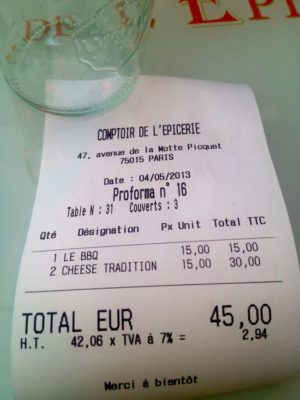 DE L'EPI
COMPTOIR DE L'EPICERIE
47, avenue de la Motte Picquet
75015 PARIS
Date : 04/05/2013
Proforma n° 16
Table N : 31 Couverts : 3
Qté Désignation Px Unit Total TTC
1 LE BBQ 15,00 15,00
2 CHEESE TRADITION 15,00 30,00
TOTAL EUR 45,00
H.T. 42,06 x TVA à 7% = 2,94
Merci à bientôt